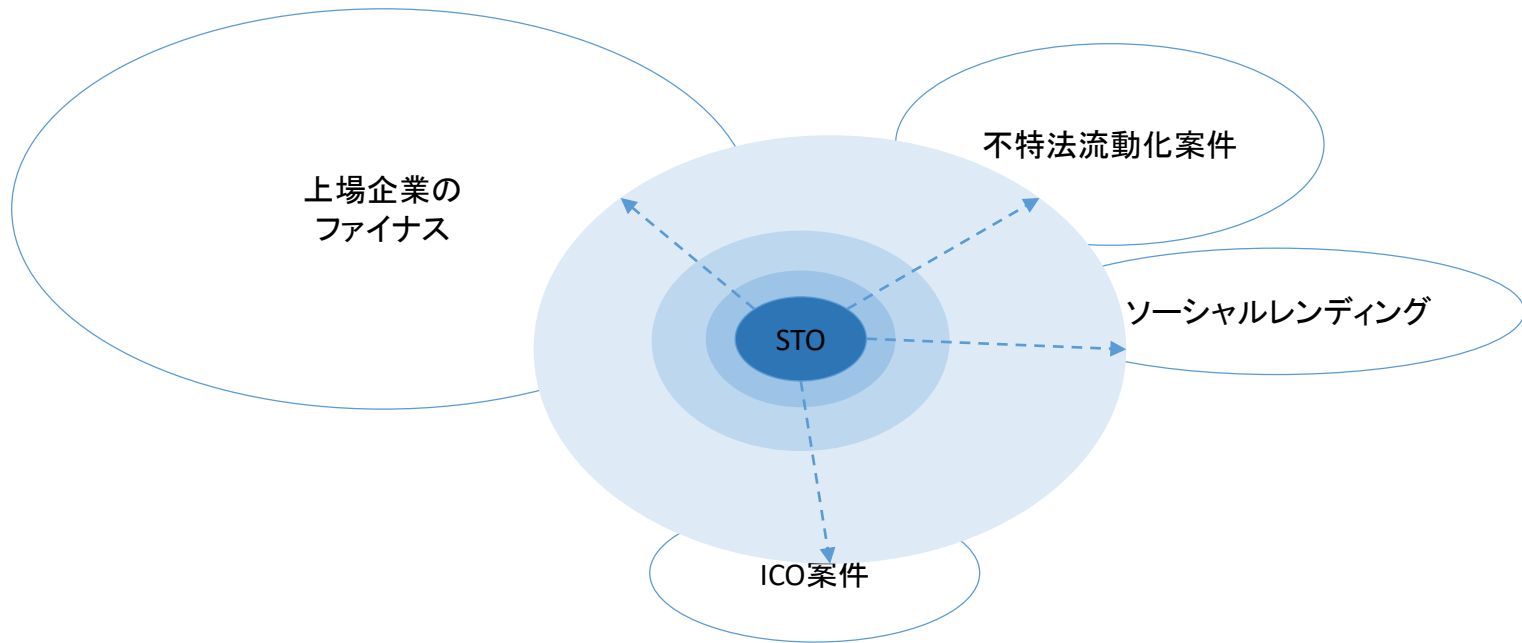 上場企業の
ファイナス
不特法流動化案件
ソーシャルレンディング
STO
ICO案件